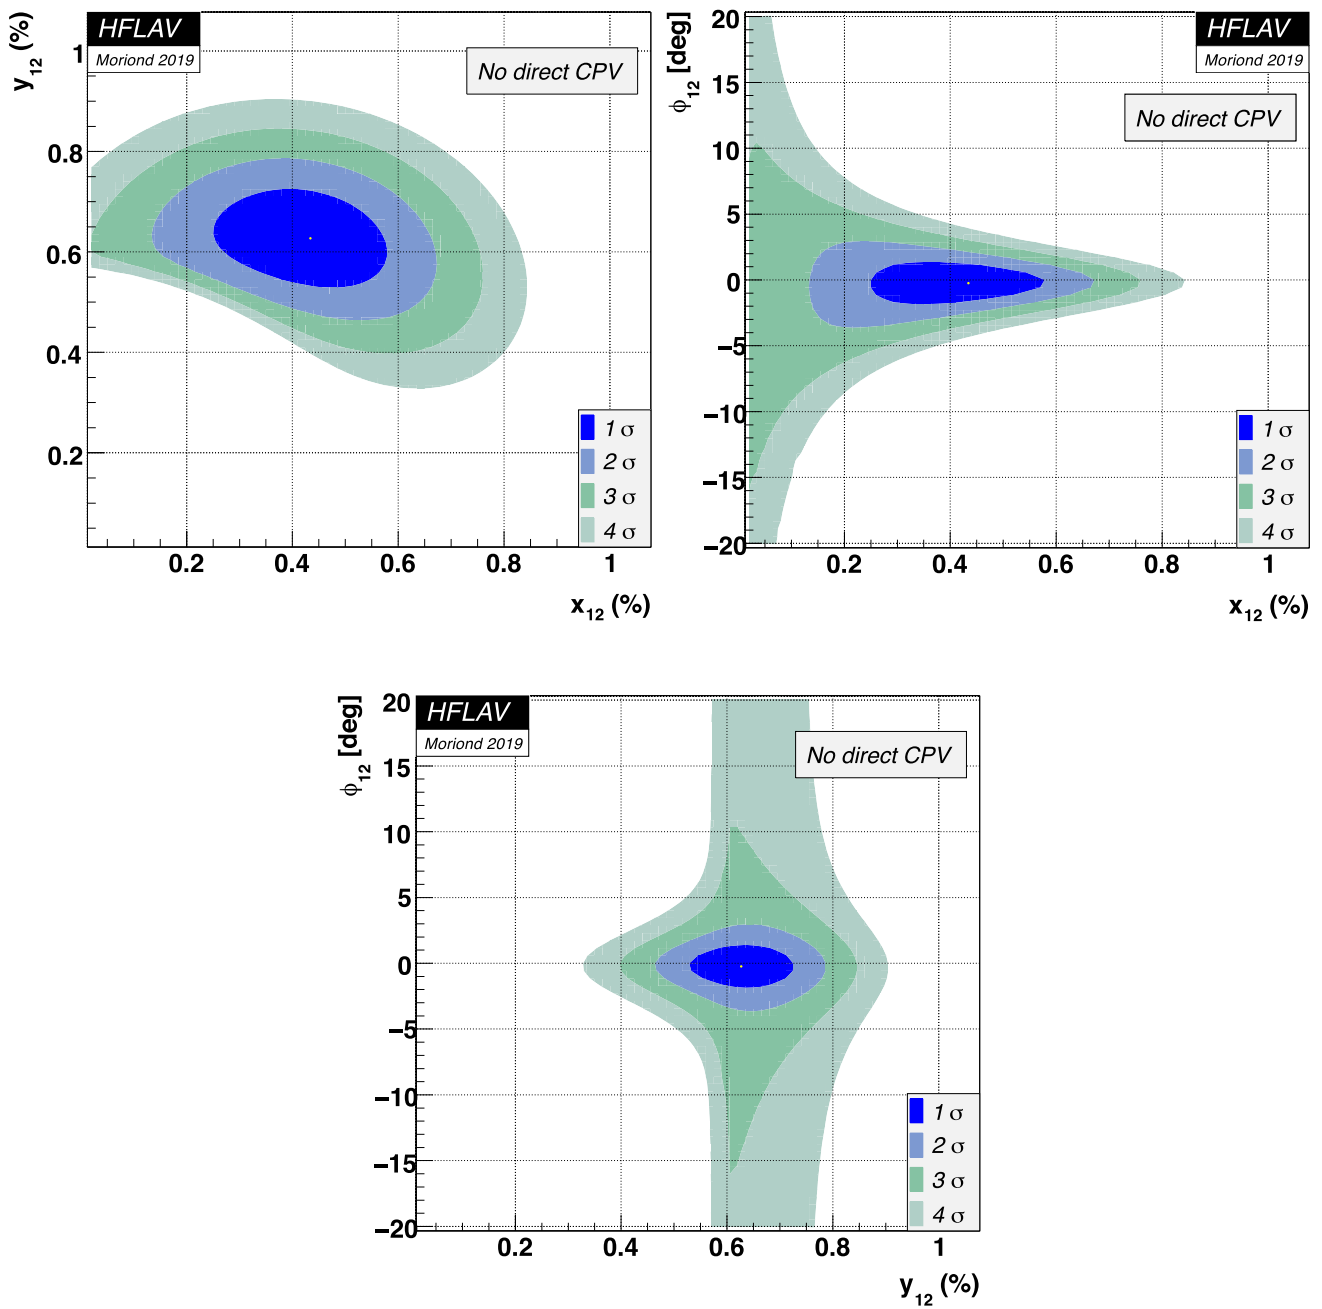 y12 (%)
HFLAV
Moriond 2019
No direct CPV
1
0.8
0.6
0.4
0.2
1 σ
2 σ
3 σ
4 σ
0.2 0.4 0.6 0.8 1
x12 (%)
ϕ12 [deg]
HFLAV
Moriond 2019
No direct CPV
20
15
10
5
0
−5
−10
−15
−20
1 σ
2 σ
3 σ
4 σ
0.2 0.4 0.6 0.8 1
x12 (%)
ϕ12 [deg]
HFLAV
Moriond 2019
No direct CPV
20
15
10
5
0
−5
−10
−15
−20
1 σ
2 σ
3 σ
4 σ
0.2 0.4 0.6 0.8 1
y12 (%)